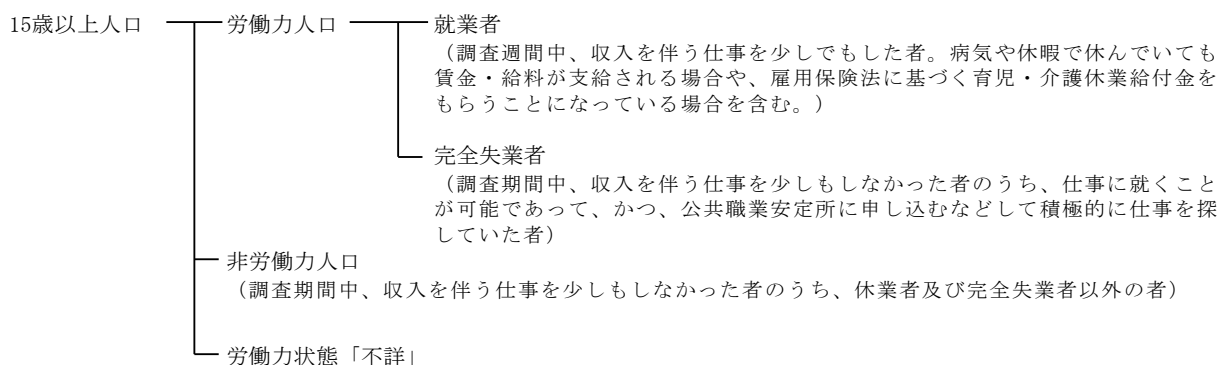 15歳以上人口 労働力人口 就業者
（調査週間中、収入を伴う仕事を少しでもした者。病気や休暇で休んでいても
賃金・給料が支給される場合や、雇用保険法に基づく育児・介護休業給付金を
もらうことになっている場合を含む。）
完全失業者
（調査期間中、収入を伴う仕事を少しもしなかった者のうち、仕事に就くこと
が可能であって、かつ、公共職業安定所に申し込むなどして積極的に仕事を探
していた者）
非労働力人口
（調査期間中、収入を伴う仕事を少しもしなかった者のうち、休業者及び完全失業者以外の者）
労働力状態「不詳」